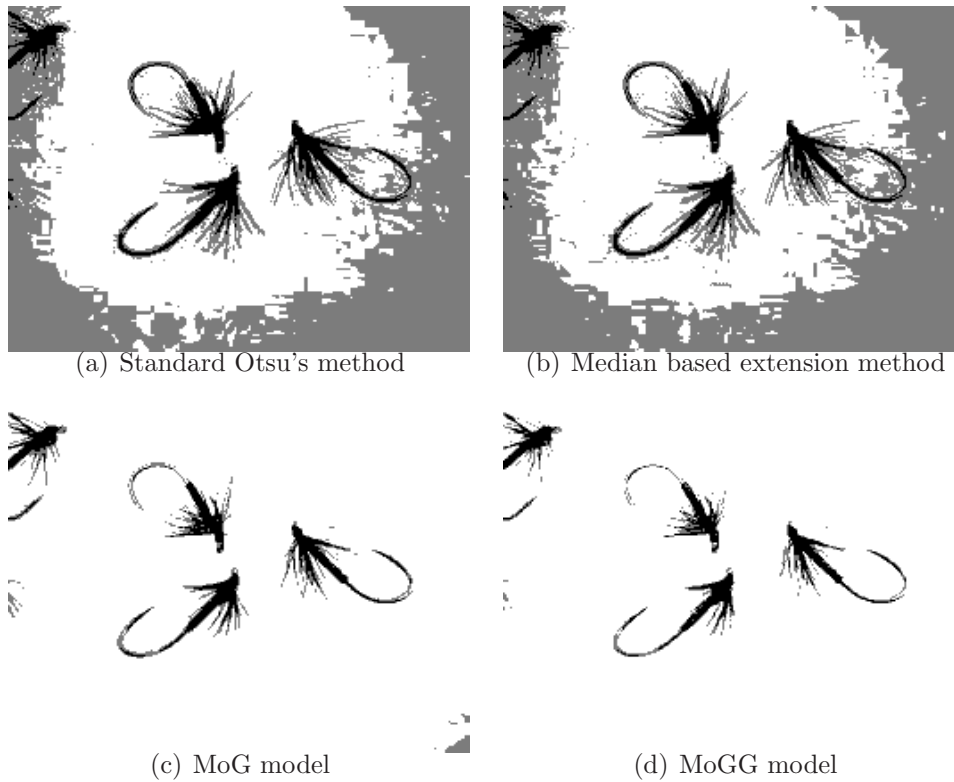 (a) Standard Otsu's method
(b) Median based extension method
(c) MoG model
(d) MoGG model